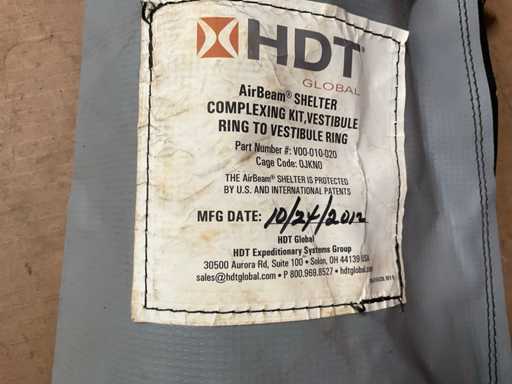 HDT
GLOBAL
AirBeam® SHELTER
COMPLEXING KIT,VESTIBULE
RING TO VESTIBULE RING
Part Number #: V00-010-020
Cage Code: 0JKN0
THE AirBeam® SHELTER IS PROTECTED
BY U.S. AND INTERNATIONAL PATENTS
MFG DATE: 10/24/2012
HDT Global
HDT Expeditionary Systems Group
30500 Aurora Rd, Suite 100 • Solon, OH 44139 USA
sales@hdtglobal.com • P 800.969.8527 • hdtglobal.com